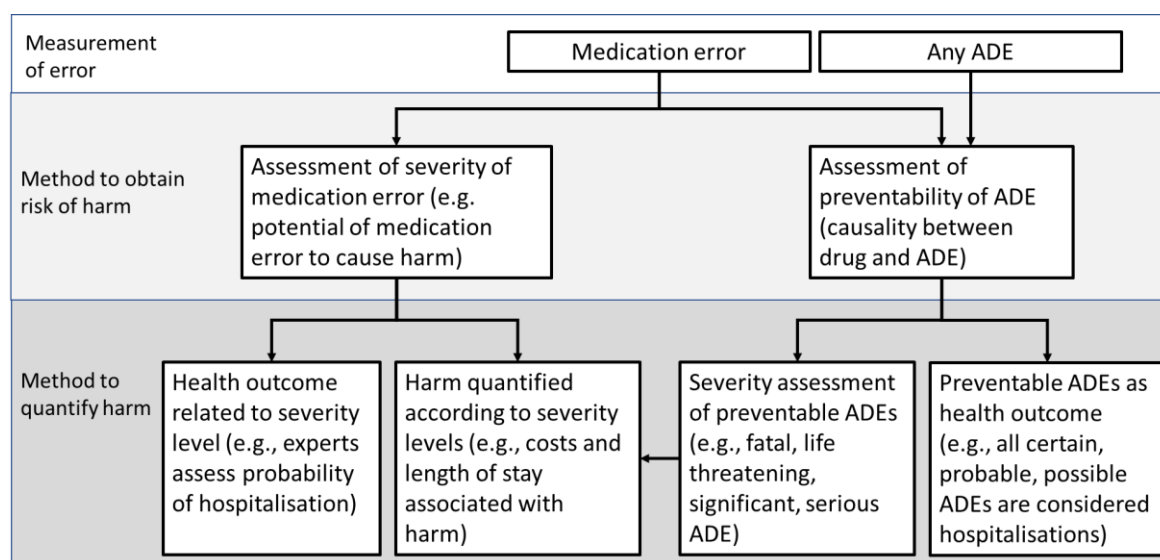 Measurement
of error
Medication error
Any ADE
Method to obtain
risk of harm
Assessment of severity of
medication error (e.g.
potential of medication
error to cause harm)
Assessment of
preventability of ADE
(causality between
drug and ADE)
Method to
quantify harm
Health outcome
related to severity
level (e.g., experts
assess probability
of hospitalisation)
Harm quantified
according to severity
levels (e.g., costs and
length of stay
associated with
harm)
Severity assessment
of preventable ADEs
(e.g., fatal, life
threatening,
significant, serious
ADE)
Preventable ADEs as
health outcome
(e.g., all certain,
probable, possible
ADEs are considered
hospitalisations)